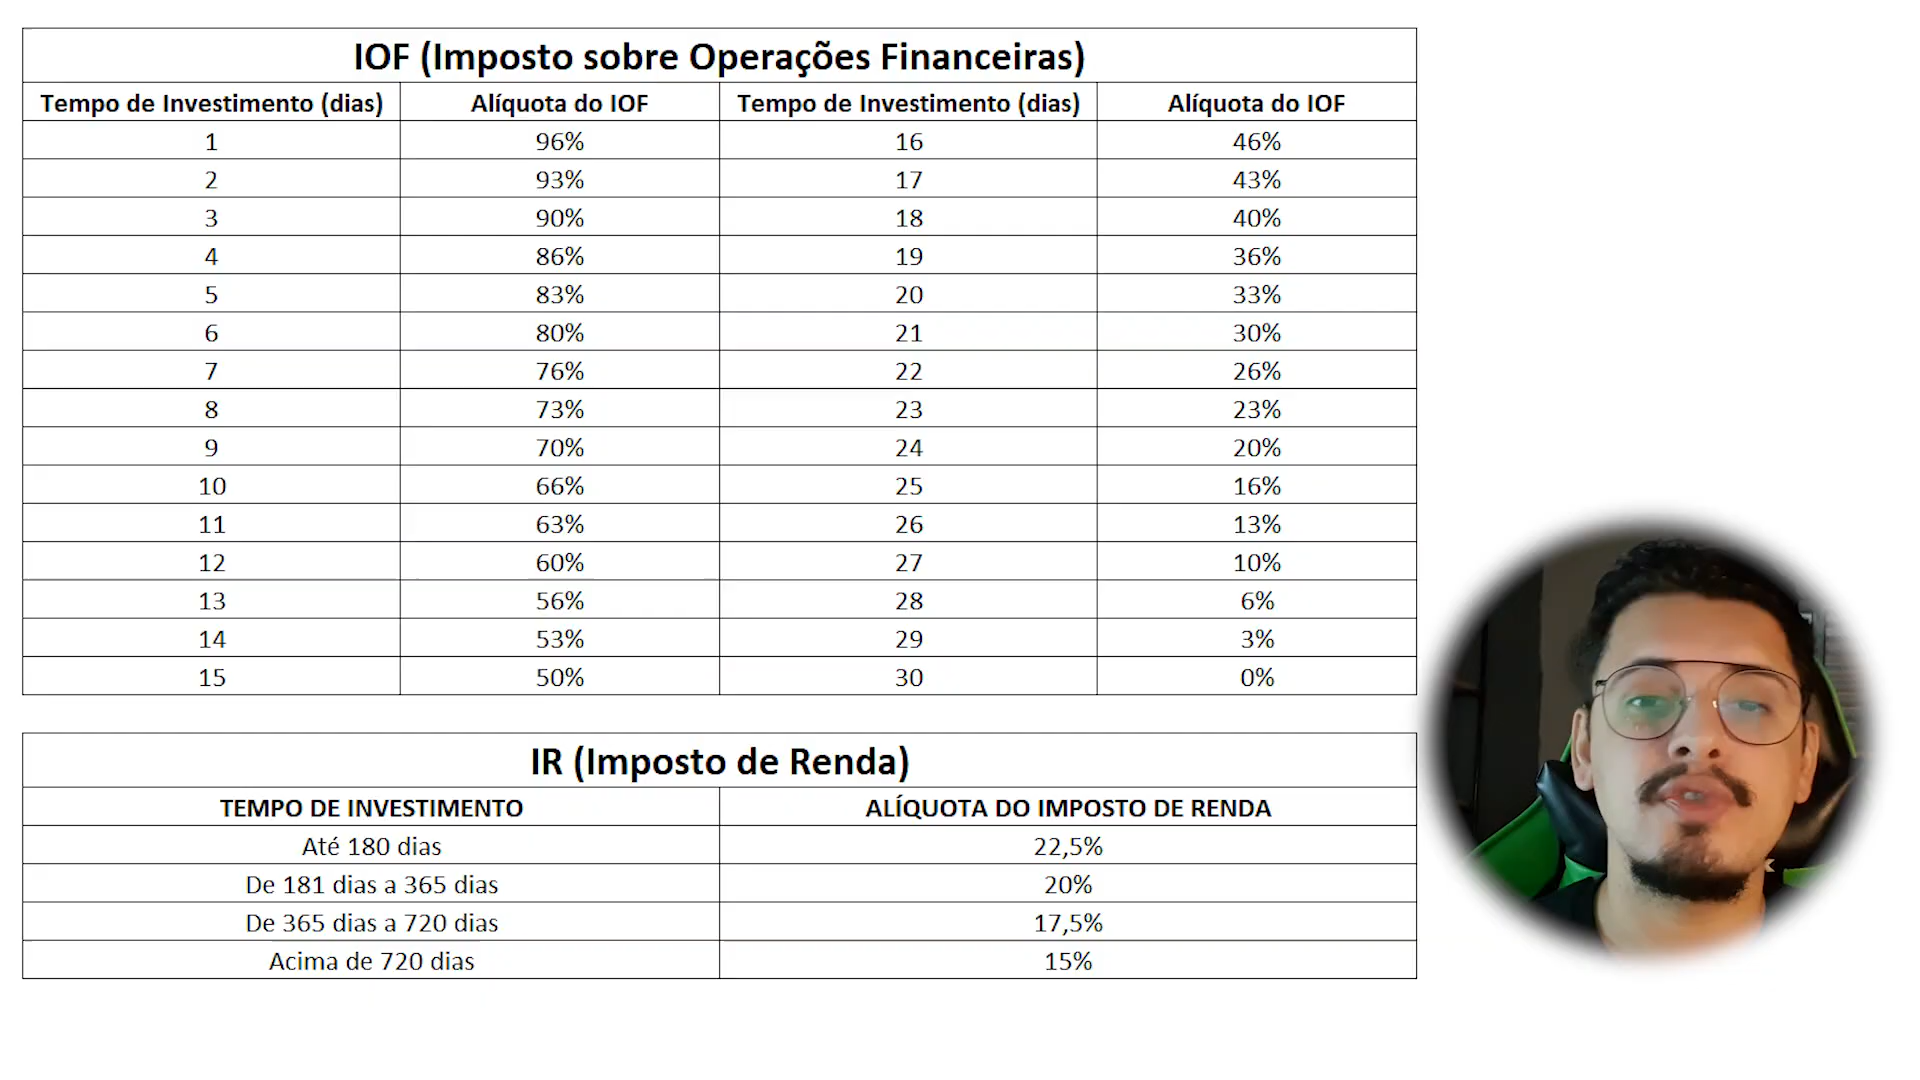 IOF (Imposto sobre Operações Financeiras)
Tempo de Investimento (dias) Alíquota do IOF Tempo de Investimento (dias) Alíquota do IOF
1 96% 16 46%
2 93% 17 43%
3 90% 18 40%
4 86% 19 36%
5 83% 20 33%
6 80% 21 30%
7 76% 22 26%
8 73% 23 23%
9 70% 24 20%
10 66% 25 16%
11 63% 26 13%
12 60% 27 10%
13 56% 28 6%
14 53% 29 3%
15 50% 30 0%
IR (Imposto de Renda)
TEMPO DE INVESTIMENTO ALÍQUOTA DO IMPOSTO DE RENDA
Até 180 dias 22,5%
De 181 dias a 365 dias 20%
De 365 dias a 720 dias 17,5%
Acima de 720 dias 15%